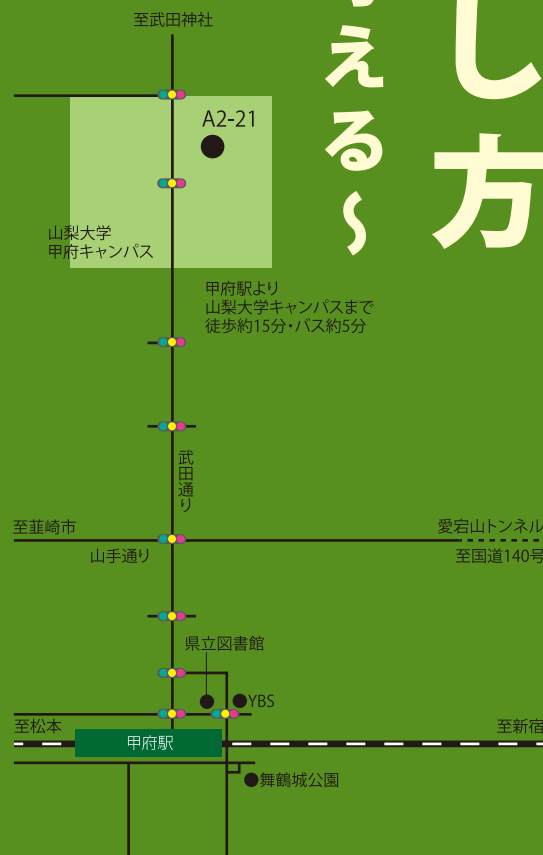 至武田神社
える〜
し方
A2-21
山梨大学
甲府キャンパス
甲府駅より
山梨大学キャンパスまで
徒歩約15分・バス約5分
武田通り
至韮崎市
愛宕山トンネル
山手通り
至国道140号
県立図書館
YBS
至松本
至新宿
甲府駅
舞鶴城公園